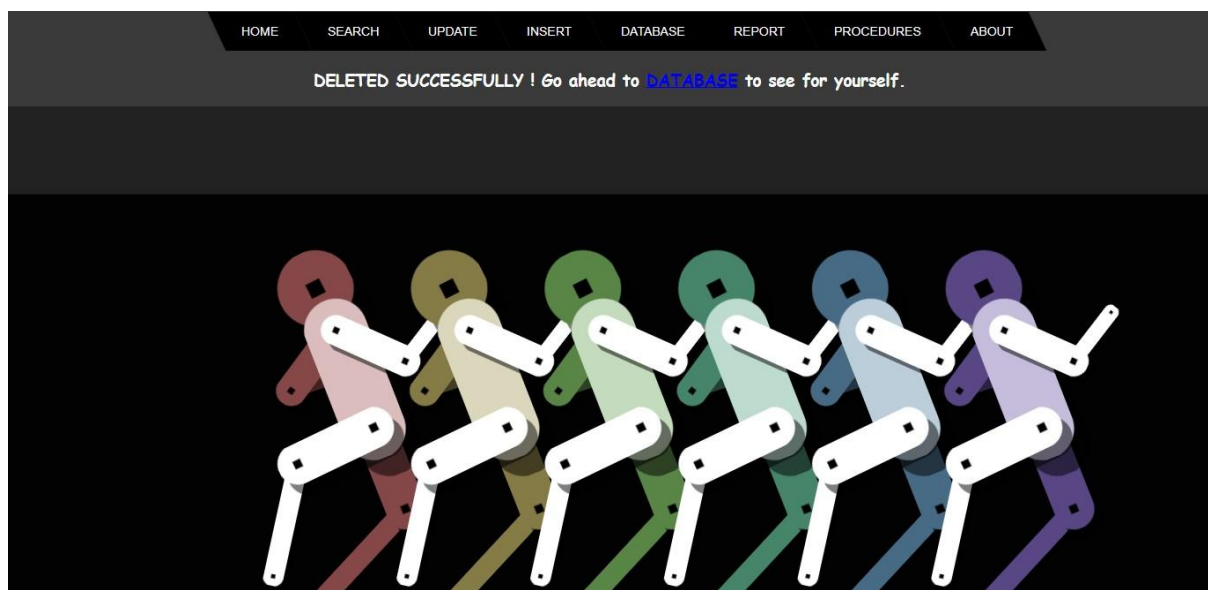 HOME SEARCH UPDATE INSERT DATABASE REPORT PROCEDURES ABOUT
DELETED SUCCESSFULLY ! Go ahead to DATABASE to see for yourself.